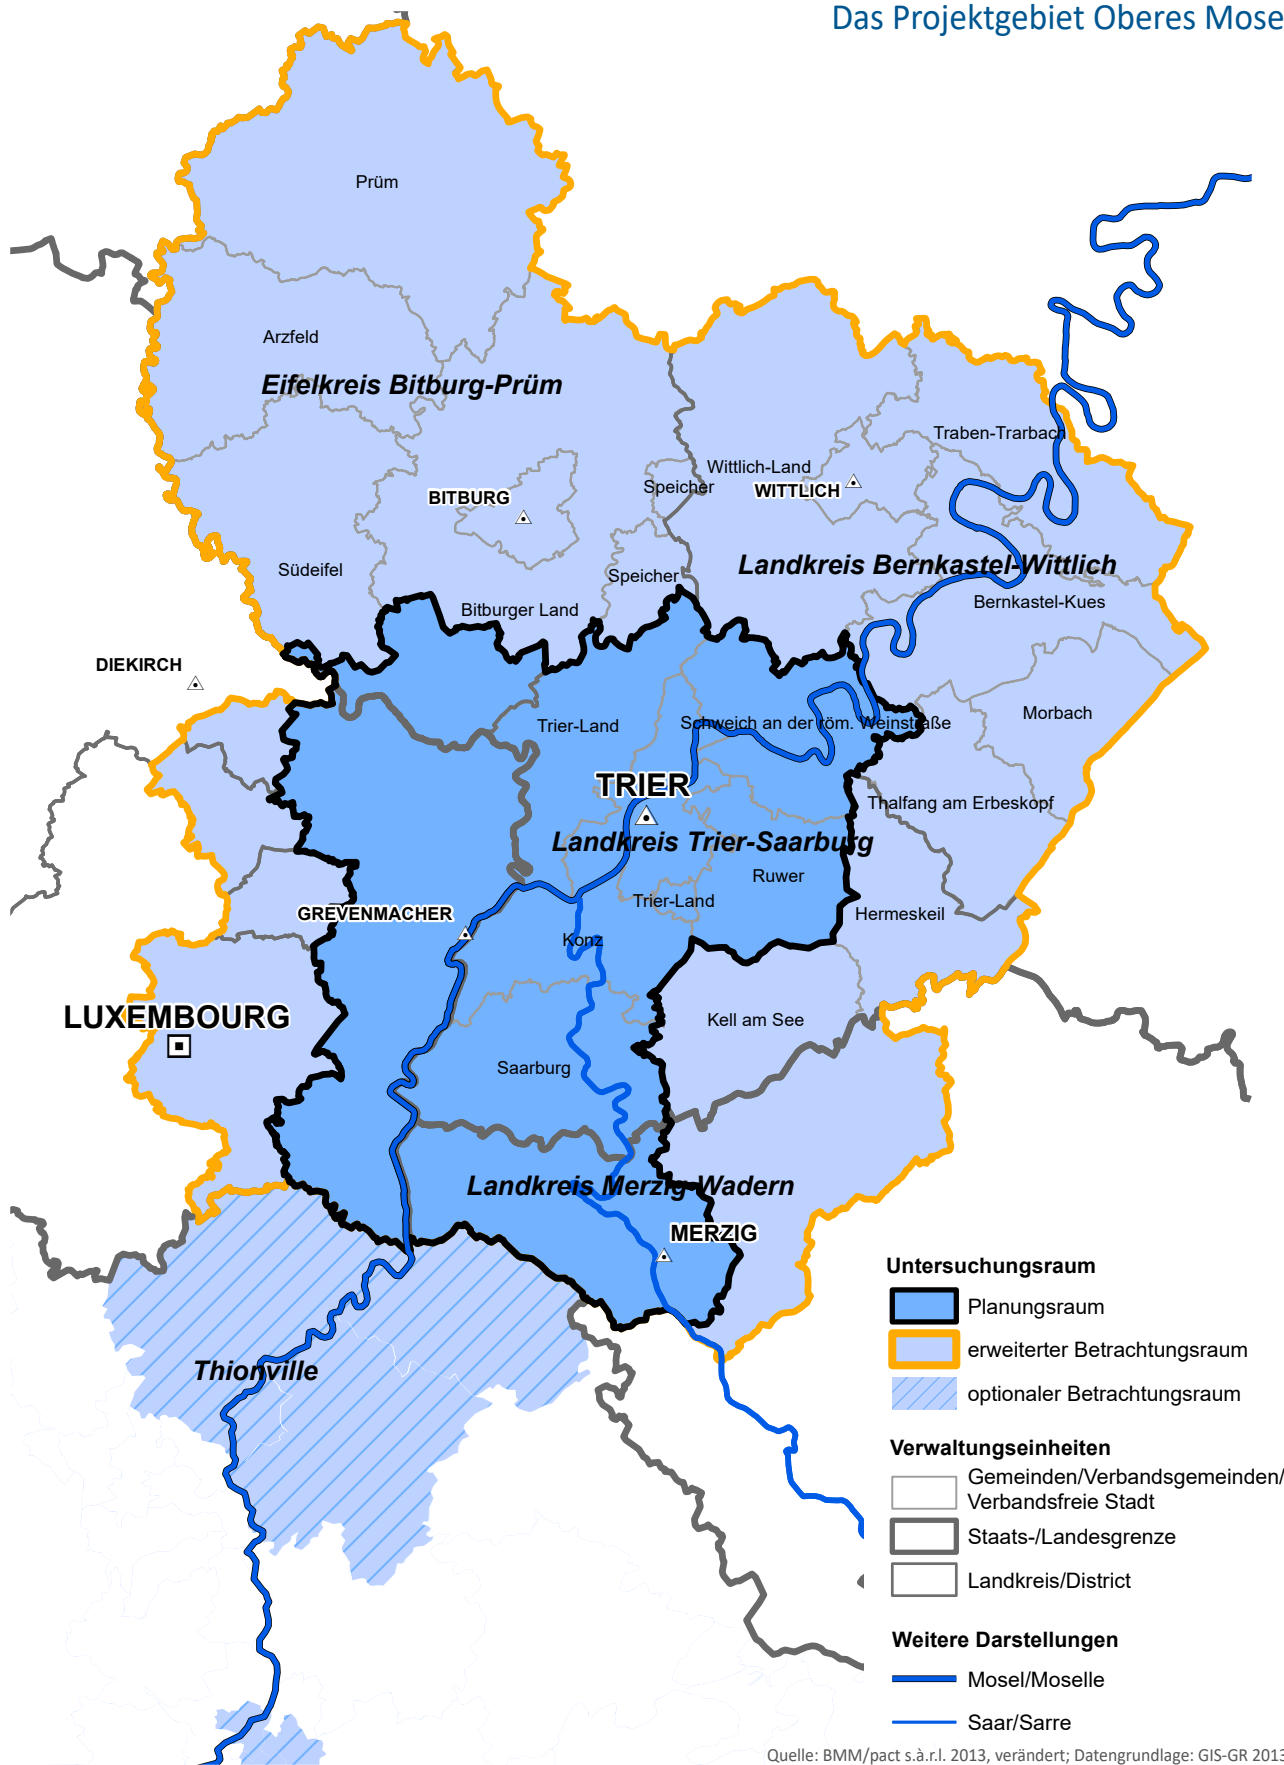 Das Projektgebiet Oberes Mose
Prüm
Arzfeld
Eifelkreis Bitburg-Prüm
Traben-Trarbach
Wittlich-Land
Speicher
WITTLICH
BITBURG
Landkreis Bernkastel-Wittlich
Südeifel
Speicher
Bitburger Land
Bernkastel-Kues
DIEKIRCH
Morbach
Trier-Land
Schweich an der röm. Weinstraße
TRIER
Thalfang am Erbeskopf
Landkreis Trier-Saarburg
Ruwer
Trier-Land
GREVENMACHER
Hermeskeil
Konz
LUXEMBOURG
Kell am See
Saarburg
Landkreis Merzig-Wadern
MERZIG
Thionville
Untersuchungsraum
Planungsraum
erweiterter Betrachtungsraum
optionaler Betrachtungsraum
Verwaltungseinheiten
Gemeinden/Verbandsgemeinden/
Verbandsfreie Stadt
Staats-/Landesgrenze
Landkreis/District
Weitere Darstellungen
Mosel/Moselle
Saar/Sarre
Quelle: BMM/pact s.à.r.l. 2013, verändert; Datengrundlage: GIS-GR 2013